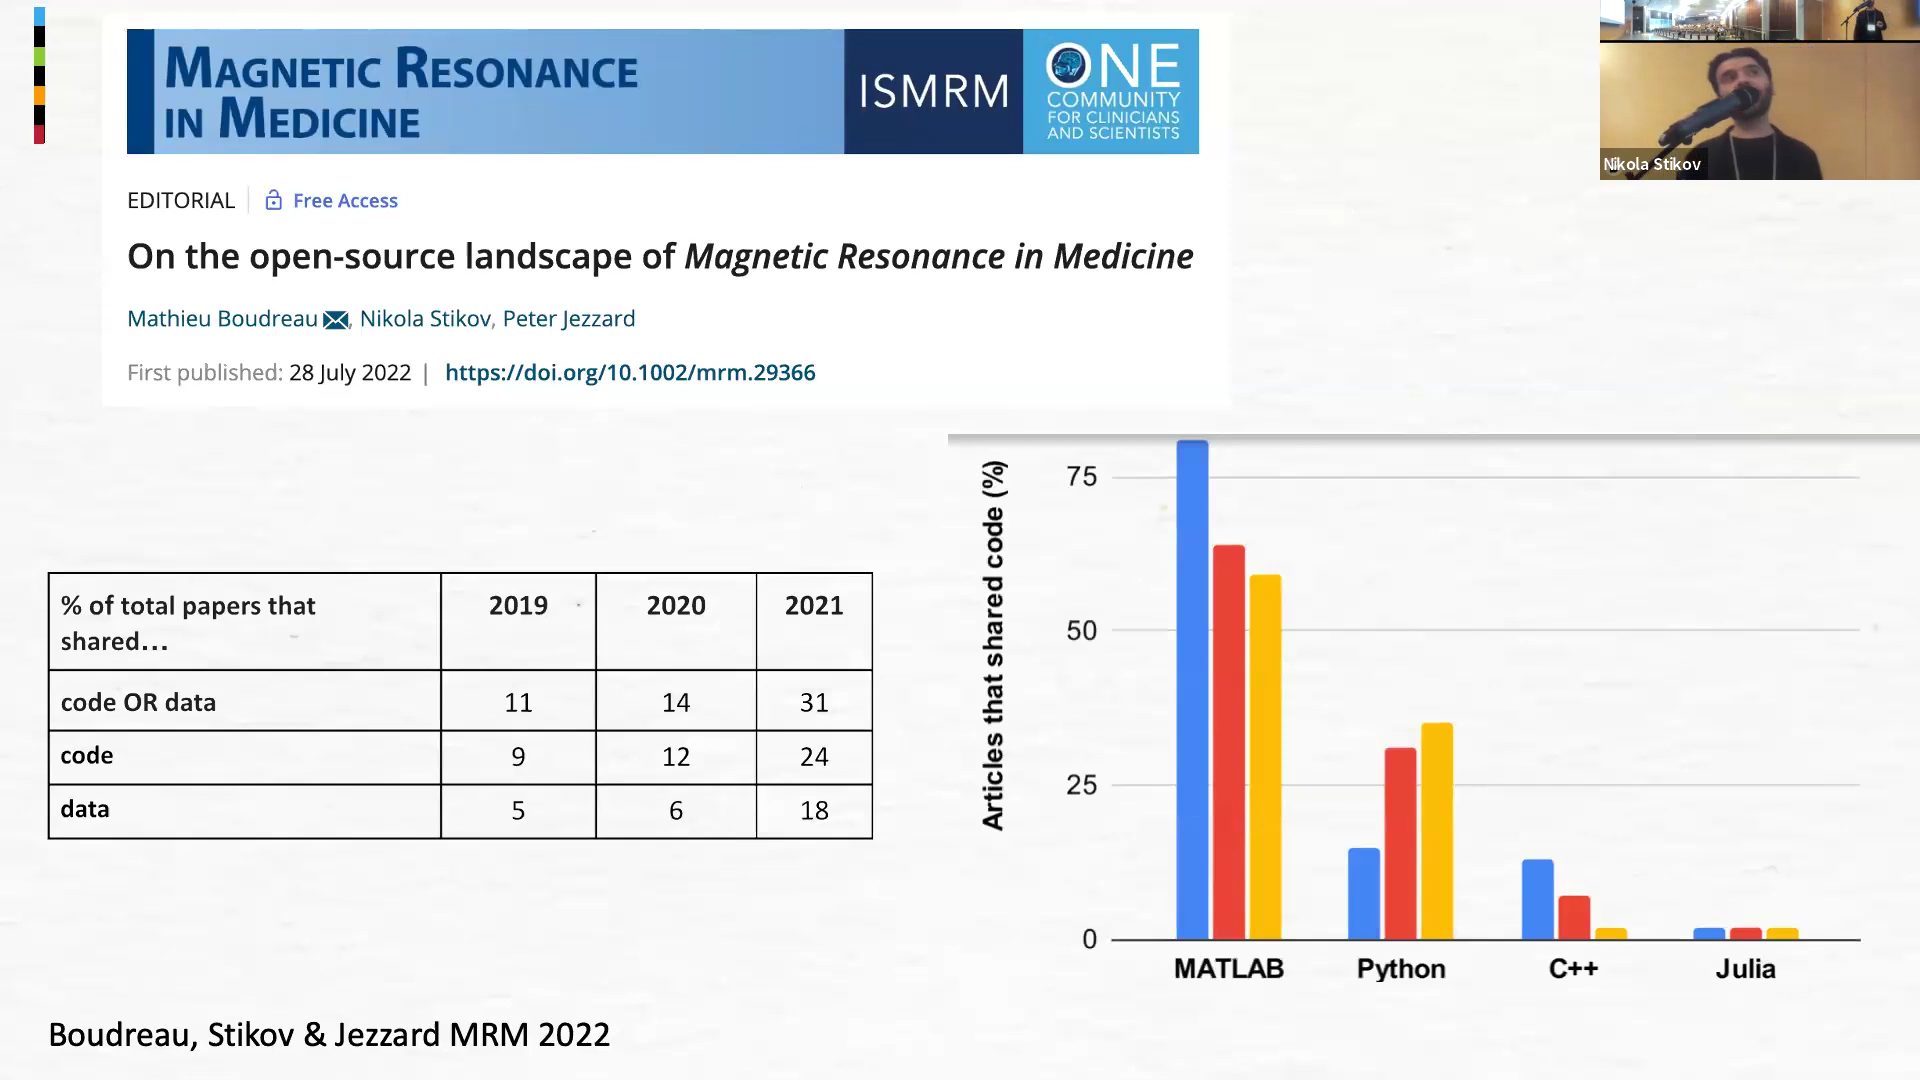 MAGNETIC RESONANCE
IN MEDICINE
ISMRM
ONE
COMMUNITY
FOR CLINICIANS
AND SCIENTISTS
Nikola Stikov
EDITORIAL
Free Access
On the open-source landscape of Magnetic Resonance in Medicine
Mathieu Boudreau, Nikola Stikov, Peter Jezzard
First published: 28 July 2022 | https://doi.org/10.1002/mrm.29366
% of total papers that shared… 2019 2020 2021
code OR data 11 14 31
code 9 12 24
data 5 6 18
Articles that shared code (%)
75
50
25
0
MATLAB Python C++ Julia
Boudreau, Stikov & Jezzard MRM 2022